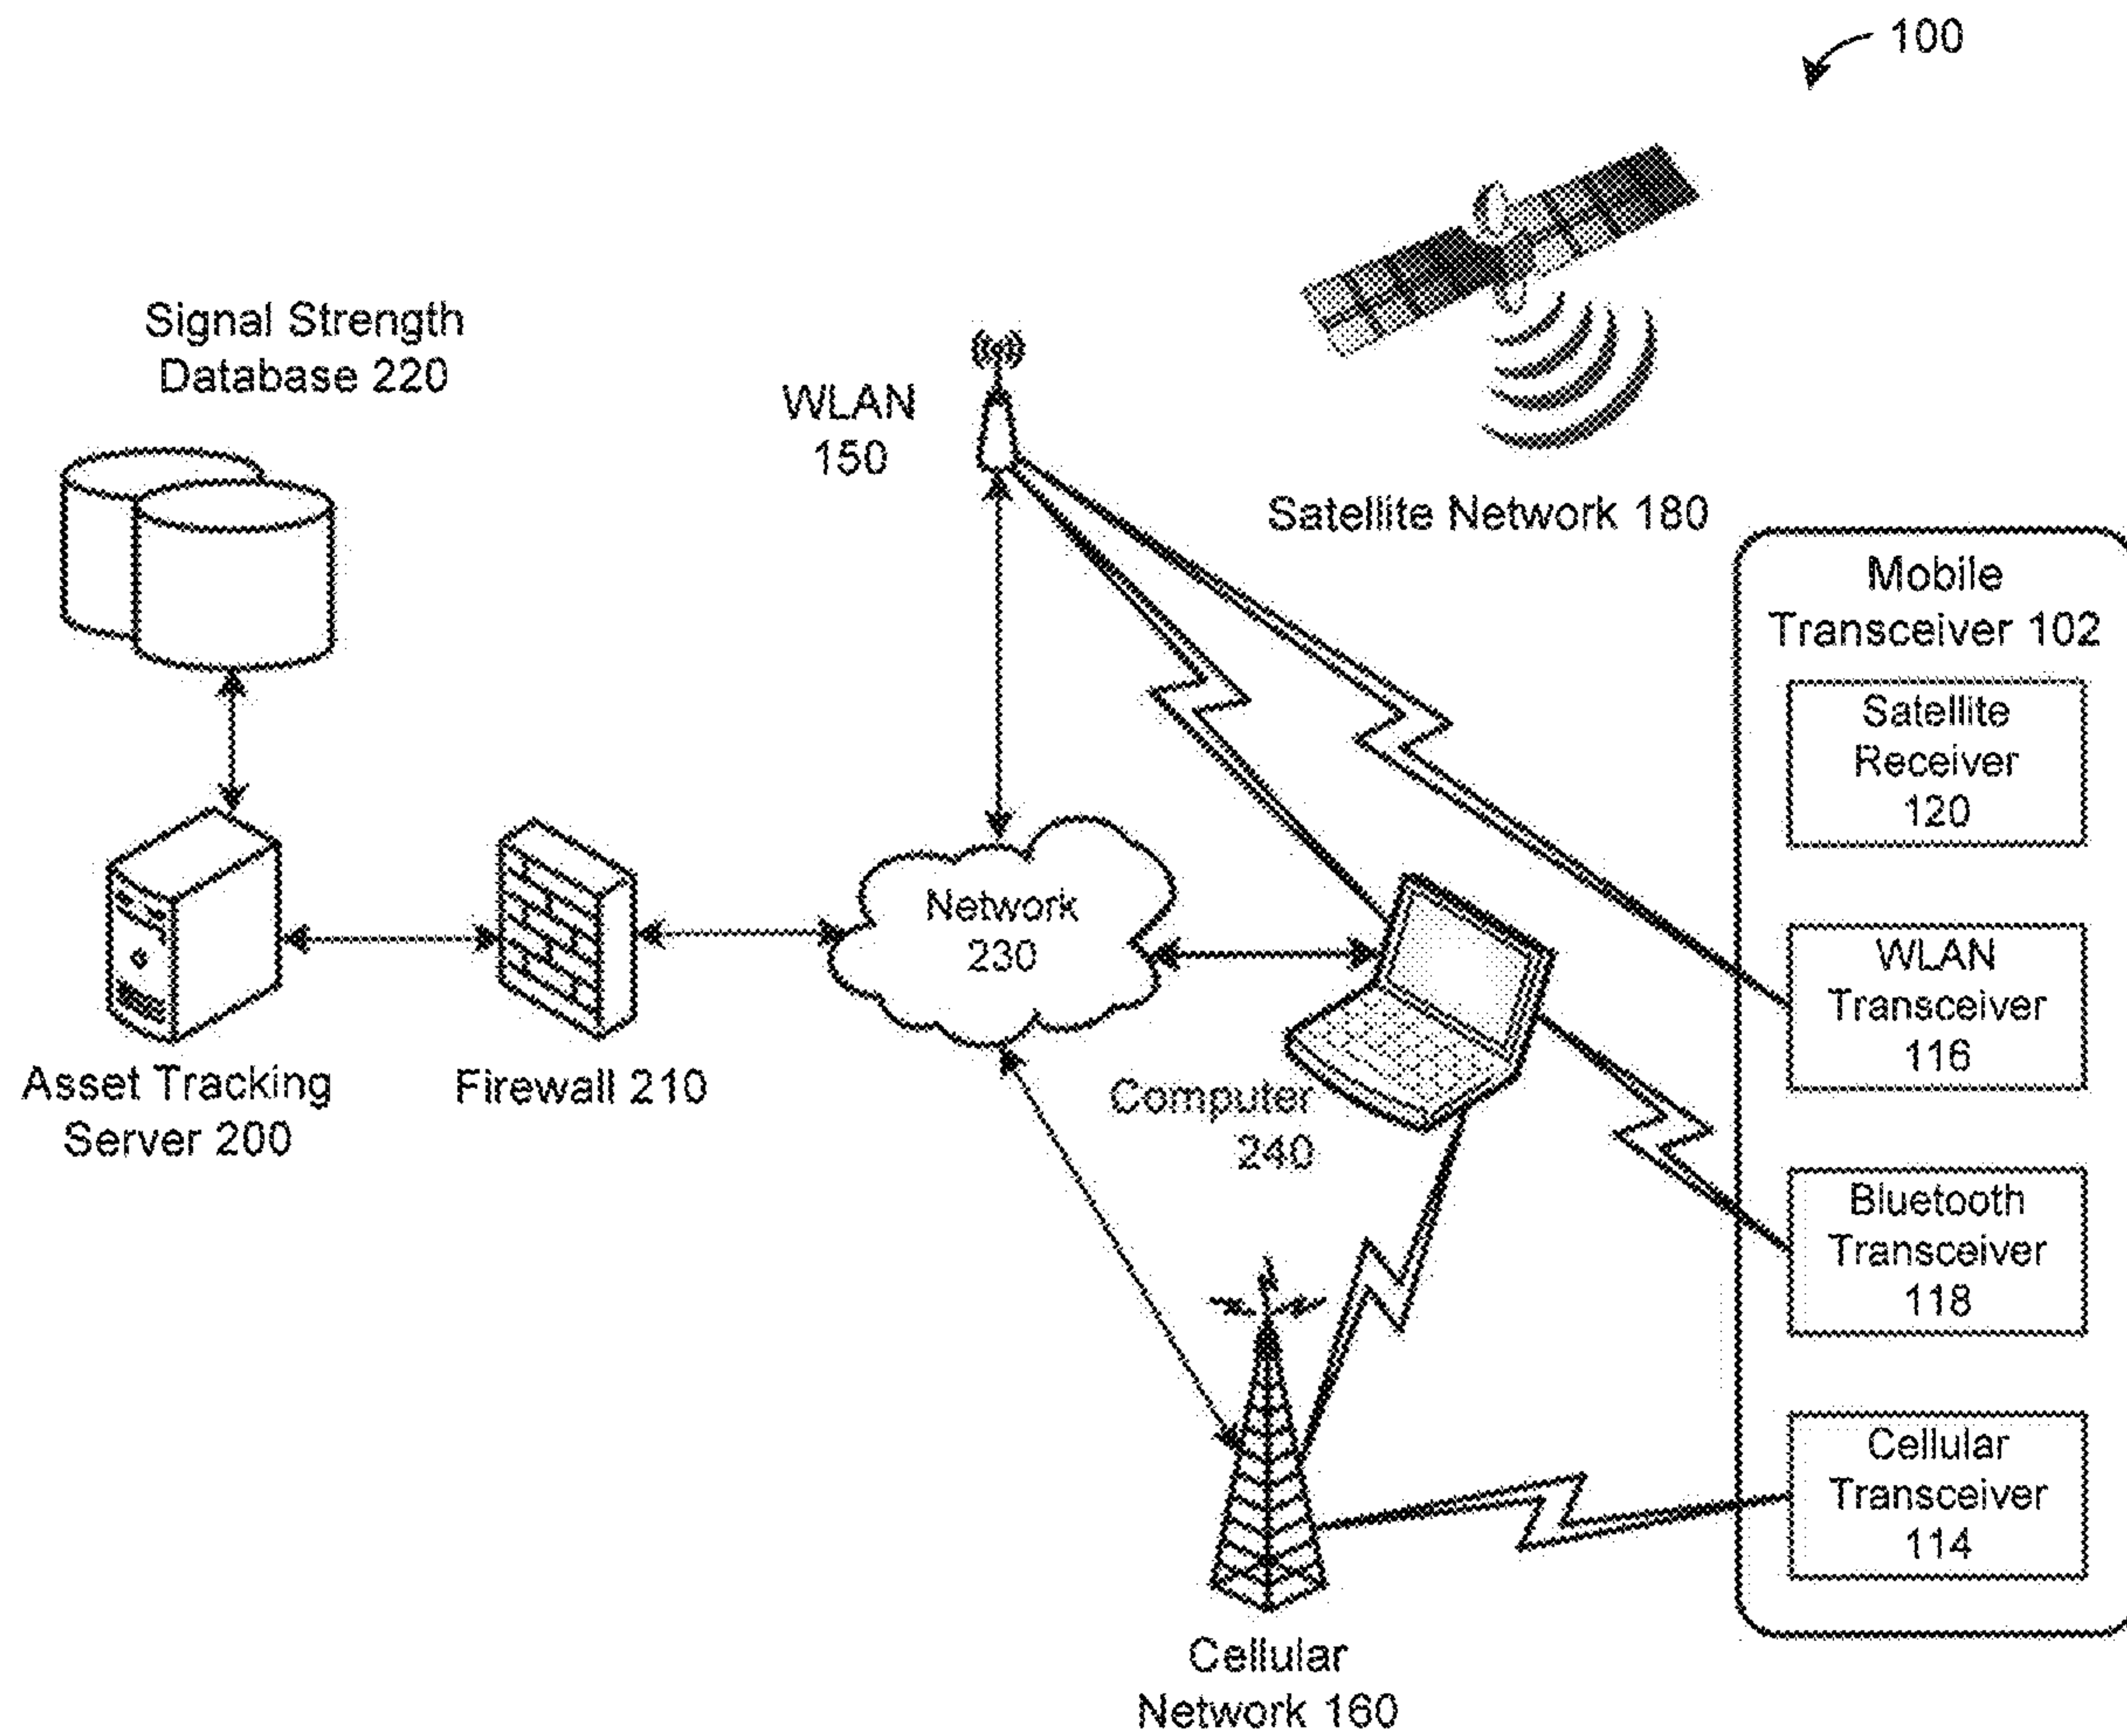 100
Signal Strength
Database 220
WLAN
150
Satellite Network 180
Mobile
Transceiver 102
Satellite
Receiver
120
Network
230
WLAN
Transceiver
116
Asset Tracking
Server 200
Firewall 210
Computer
240
Bluetooth
Transceiver
118
Cellular
Transceiver
114
Cellular
Network 160